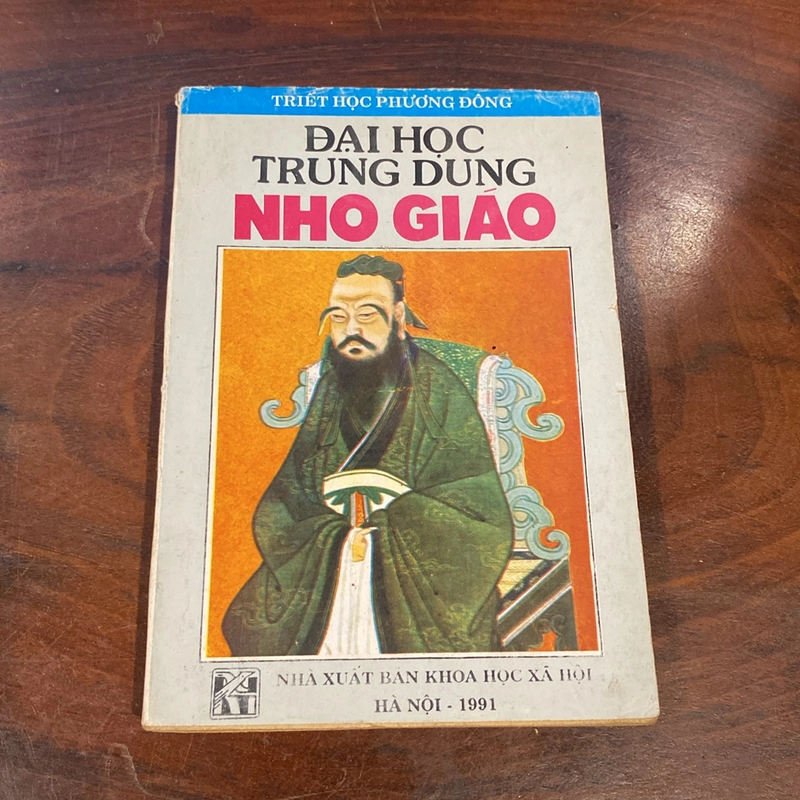 TRIẾT HỌC PHƯƠNG ĐÔNG
ĐẠI HỌC
TRUNG DUNG
NHO GIÁO
NHÀ XUẤT BẢN KHOA HỌC XÃ HỘI
HÀ NỘI - 1991